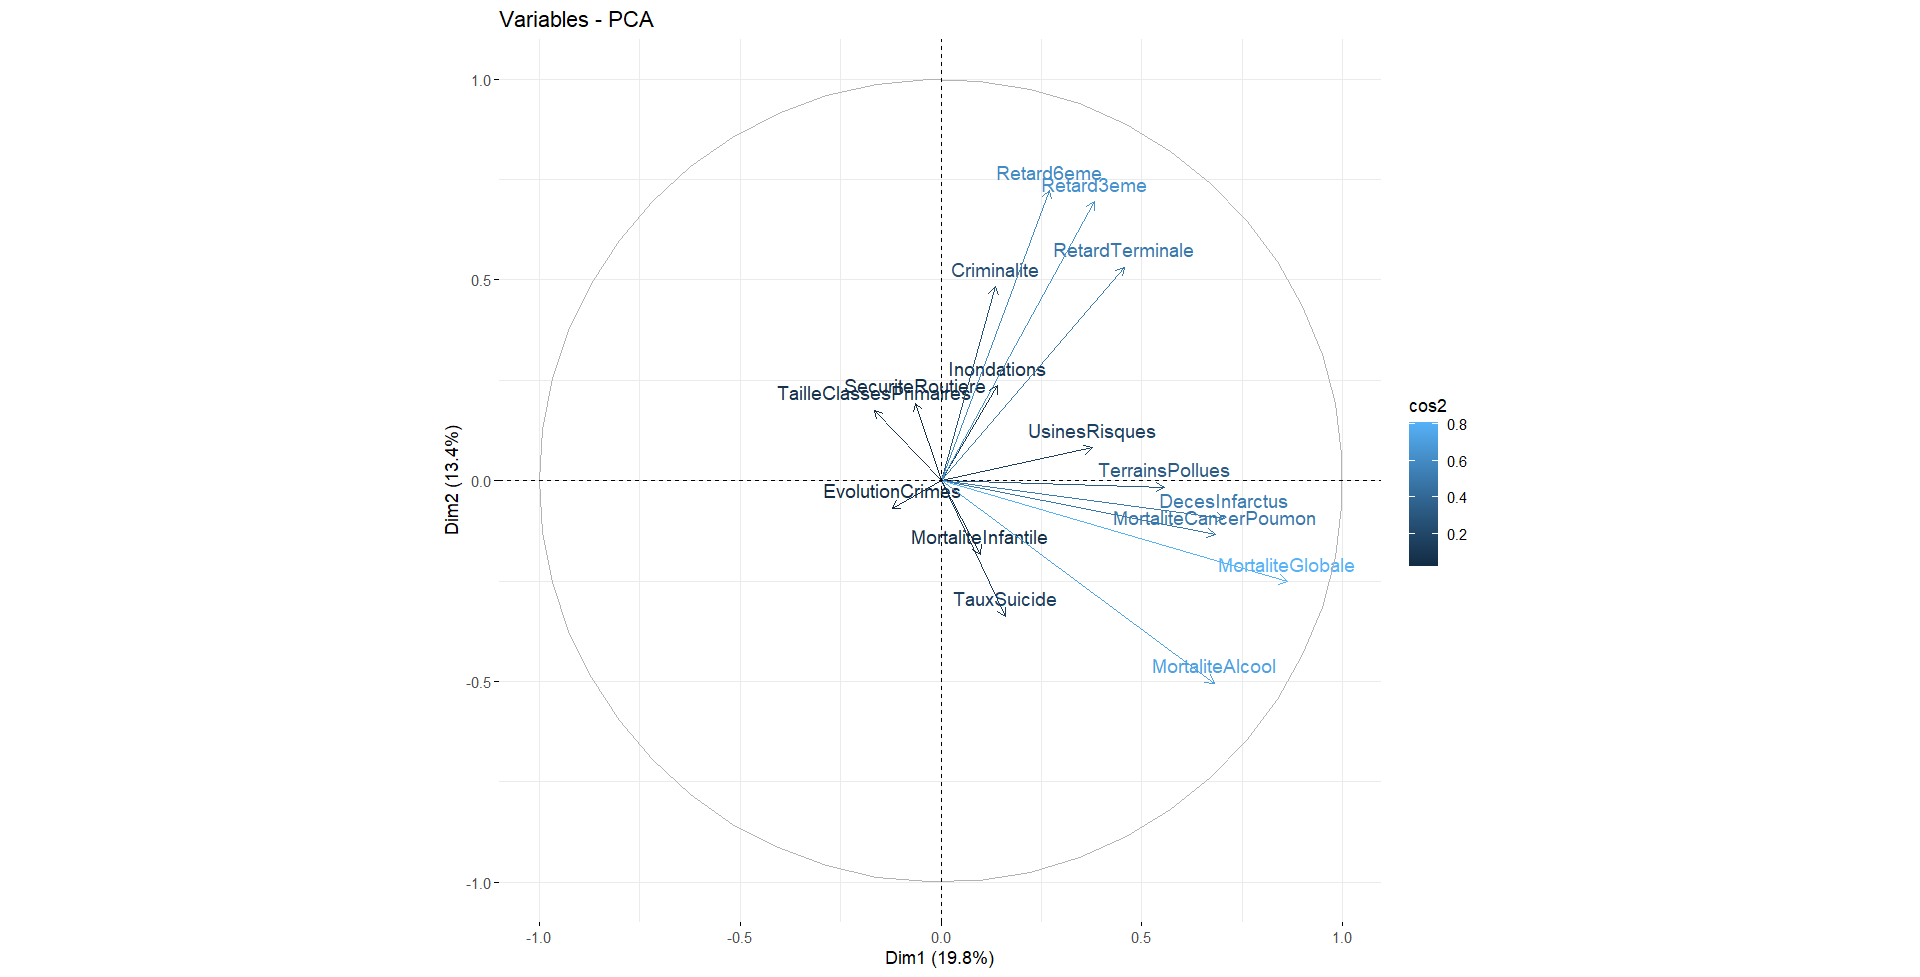 Variables - PCA
1.0
0.5
0.0
-0.5
-1.0
Dim2 (13.4%)
Retard6eme
Retard3eme
RetardTerminale
Criminalite
Inondations
SecuriteRoutiere
TailleClassesPrimaires
UsinesRisques
TerrainsPollues
EvolutionCrimes
DecesInfarctus
MortaliteCancerPoumon
MortaliteInfantile
MortaliteGlobale
TauxSuicide
MortaliteAlcool
-1.0
-0.5
0.0
0.5
1.0
Dim1 (19.8%)
cos2
0.8
0.6
0.4
0.2